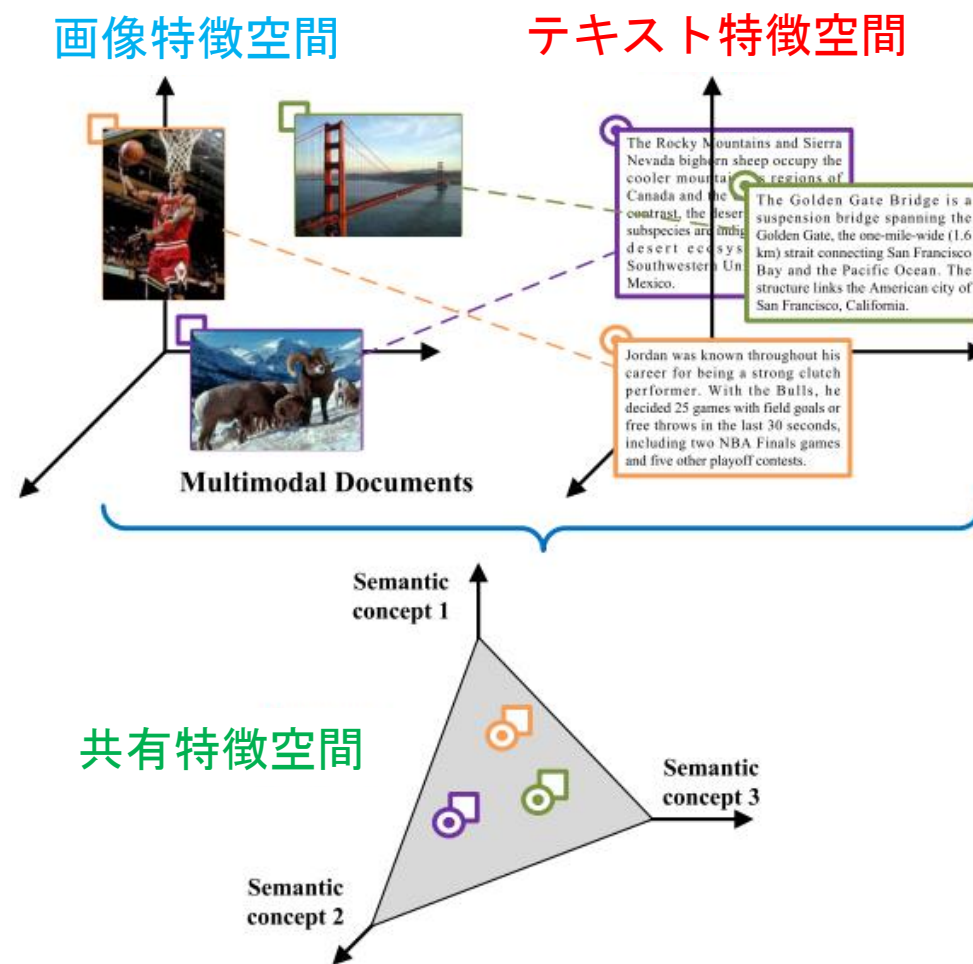 画像特徴空間
テキスト特徴空間
The Rocky Mountains and Sierra
Nevada bighorn sheep occupy the
cooler regions of
Canada and the
contrast, the
subspecies are
desert
Southwestern
Mexico.
The Golden Gate Bridge is a
suspension bridge spanning the
Golden Gate, the one-mile-wide (1.6
km) strait connecting San Francisco
Bay and the Pacific Ocean. The
structure links the American city of
San Francisco, California.
Jordan was known throughout his
career for being a strong clutch
performer. With the Bulls, he
decided 25 games with field goals or
free throws in the last 30 seconds,
including two NBA Finals games
and five other playoff contests.
Multimodal Documents
Semantic
concept 1
共有特徴空間
Semantic
concept 3
Semantic
concept 2